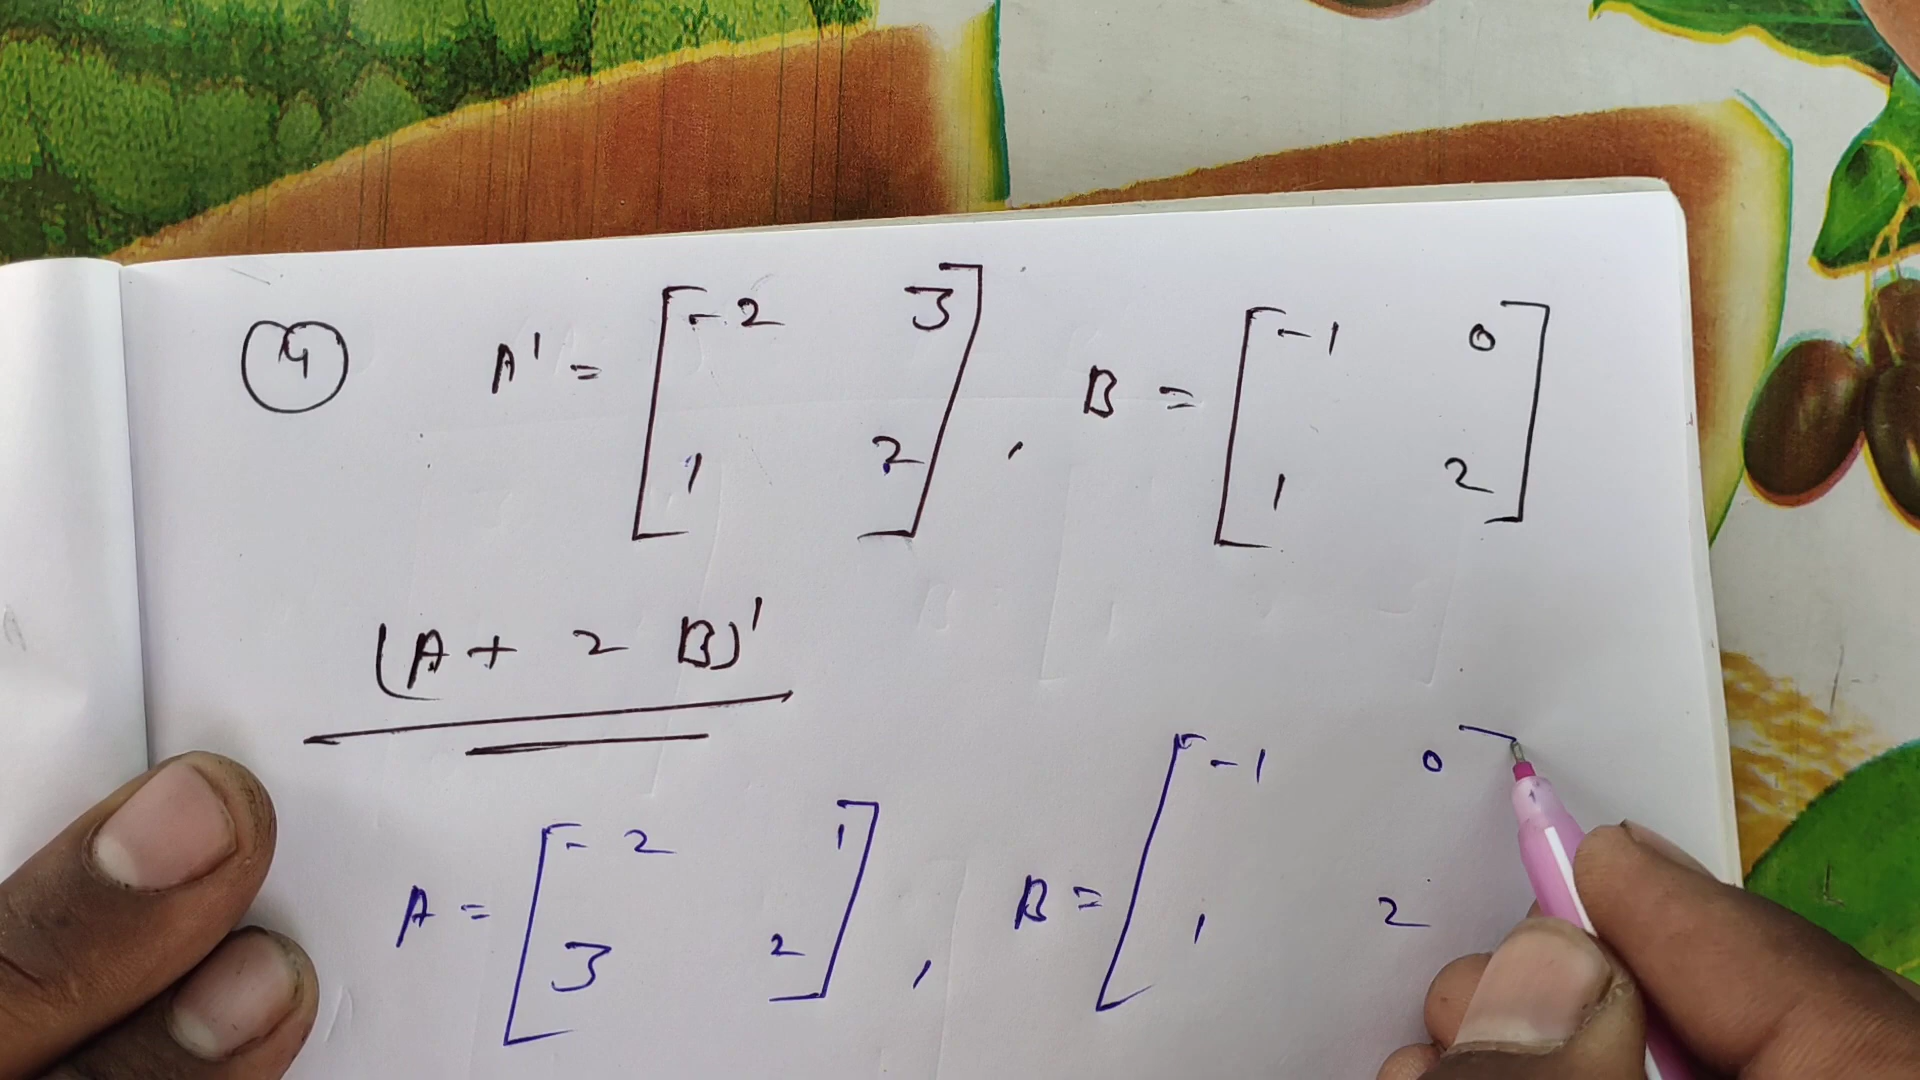 4 A' = [ -2 3
1 2 ] , B = [ -1 0
1 2 ]
(A + 2 B)'
A = [ -2 1
3 2 ] , B = [ -1 0
1 2